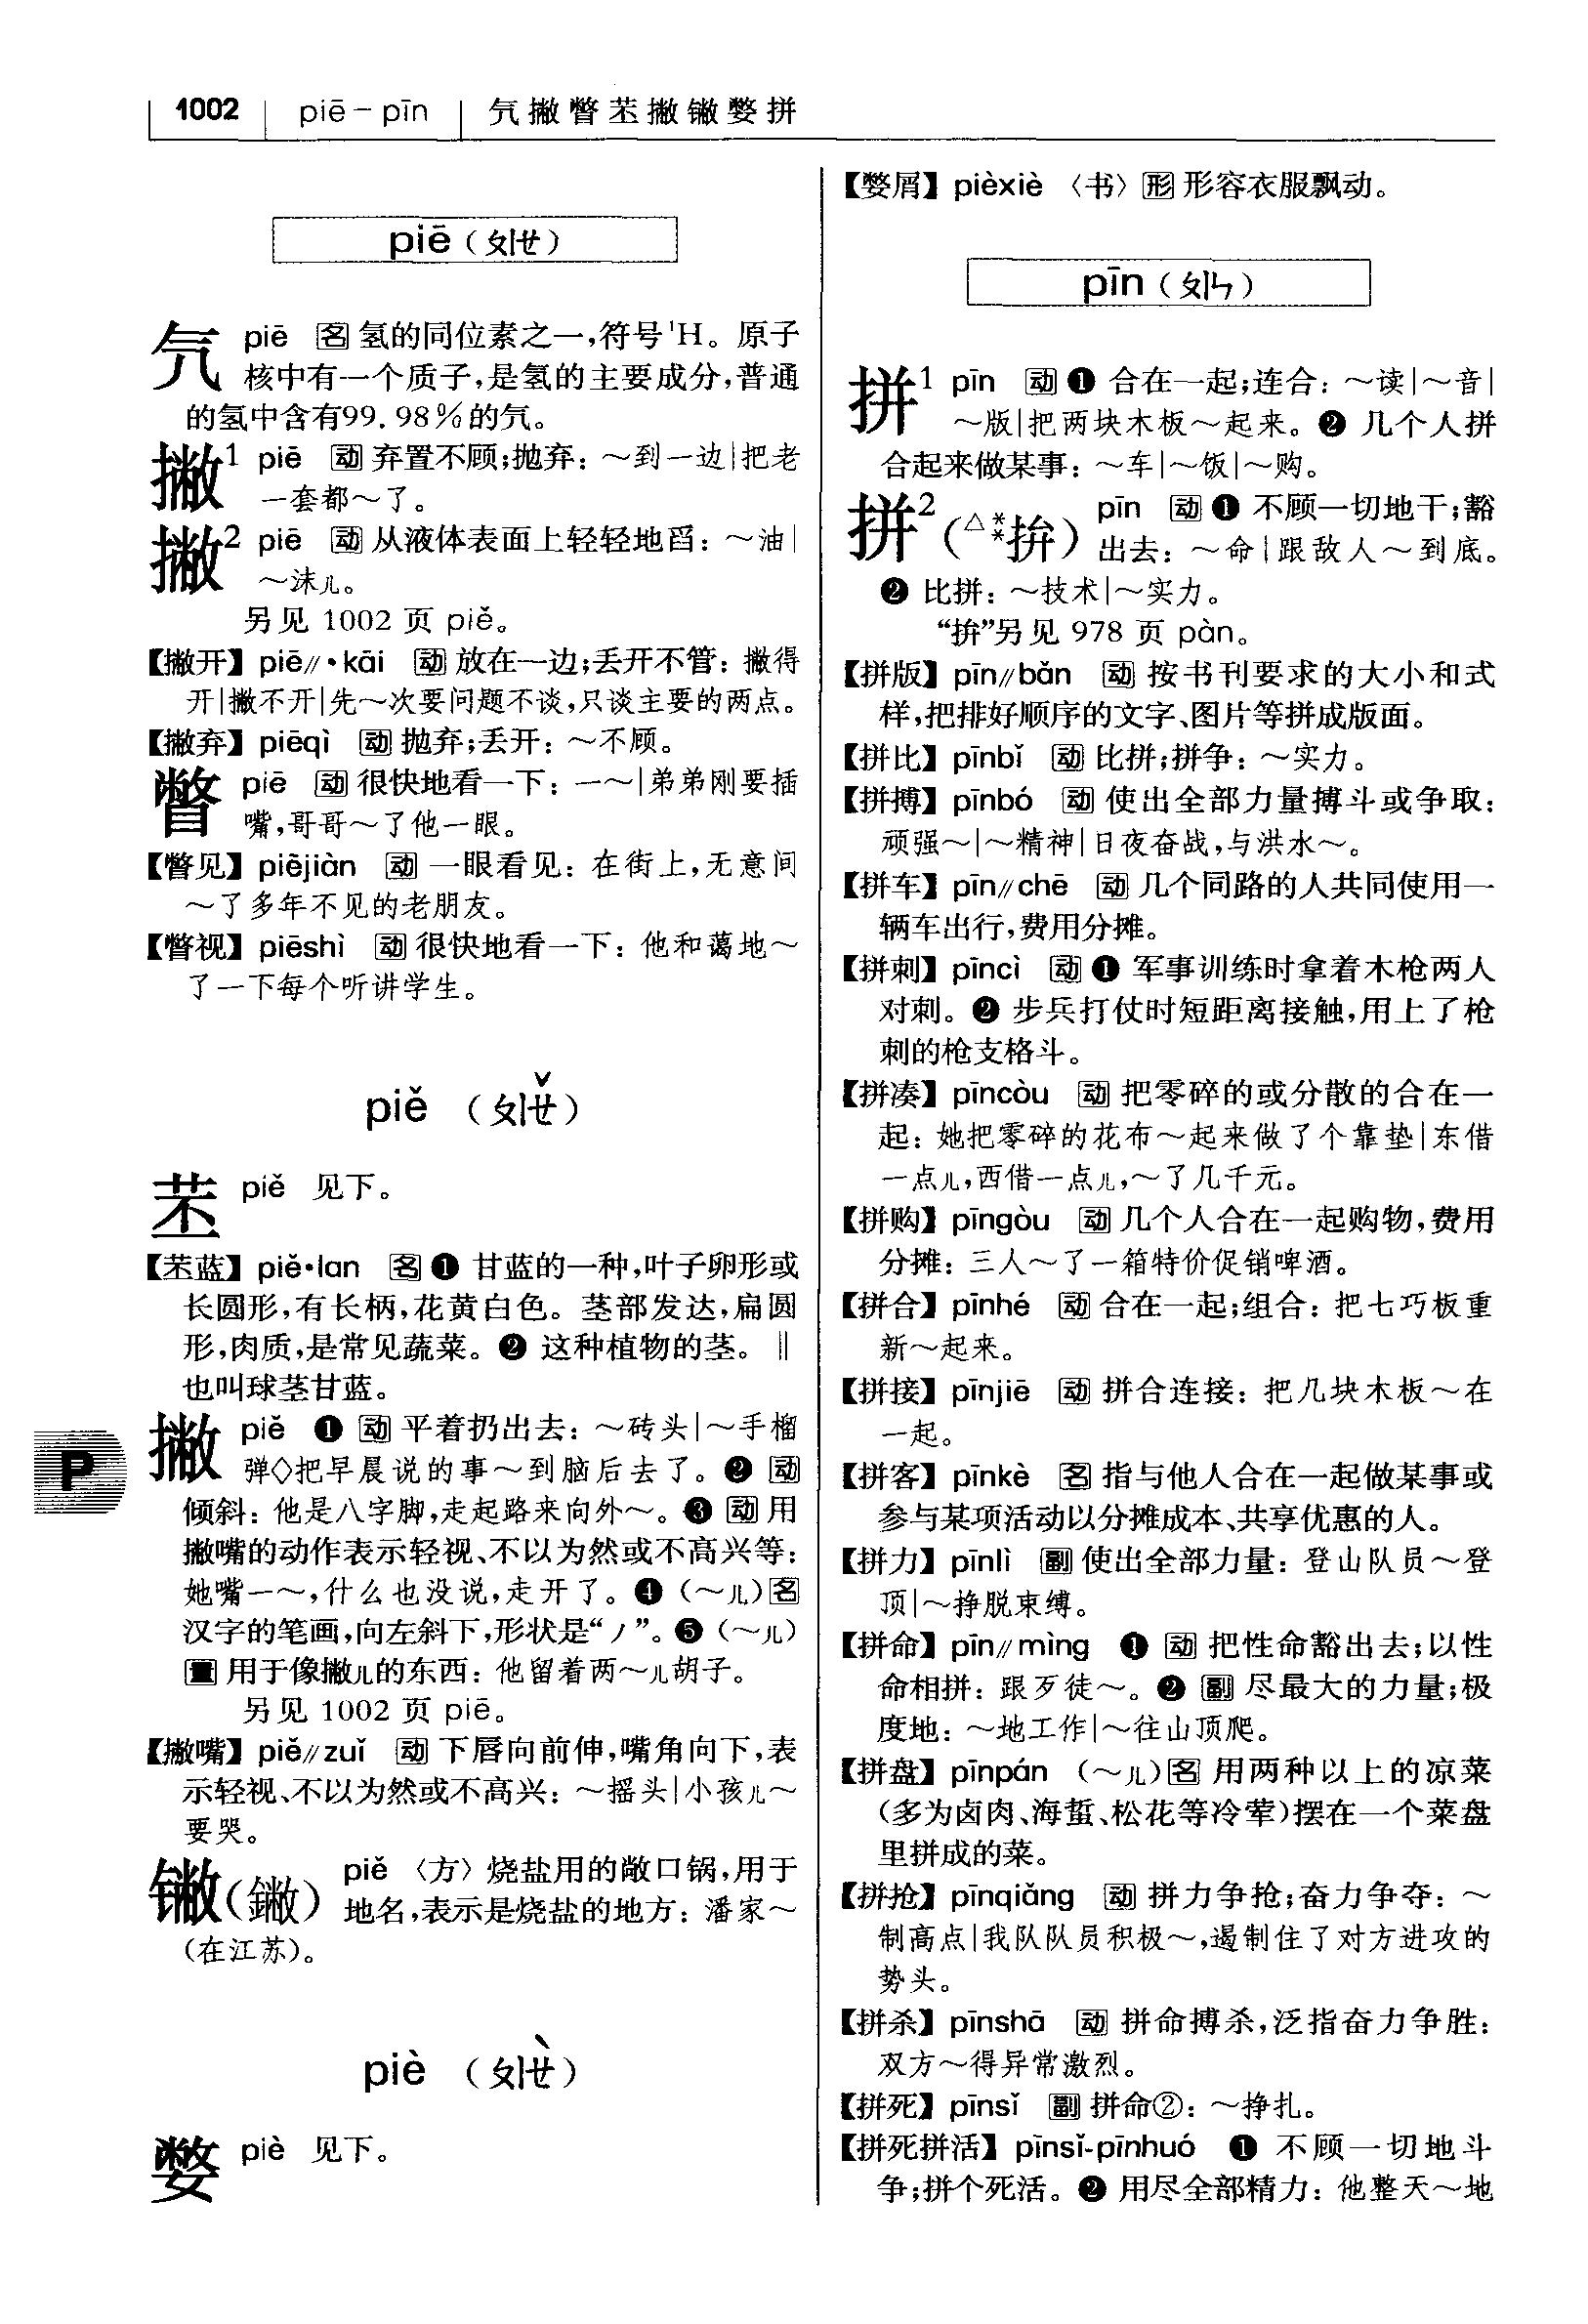 1002 piē－pīn 氕撇瞥苤撇𨱏嫳拼
piē（ㄆㄧㄝ）
氕 piē 名 氢的同位素之一，符号¹H。原子
核中有一个质子，是氢的主要成分，普通
的氢中含有99.98％的氕。
撇¹ piē 动 弃置不顾；抛弃：～到一边|把老
一套都～了。
撇² piē 动 从液体表面上轻轻地舀：～油|
～沫儿。
另见 1002 页 piě。
【撇开】piē∥•kāi 动 放在一边；丢开不管：撇得
开|撇不开|先～次要问题不谈，只谈主要的两点。
【撇弃】piēqì 动 抛弃；丢开：～不顾。
瞥 piē 动 很快地看一下：一～|弟弟刚要插
嘴，哥哥～了他一眼。
【瞥见】piējiàn 动 一眼看见：在街上，无意间
～了多年不见的老朋友。
【瞥视】piēshì 动 很快地看一下：他和蔼地～
了一下每个听讲学生。
piě （ㄆㄧㄝˇ）
苤 piě 见下。
【苤蓝】piě•lan 名 ❶ 甘蓝的一种，叶子卵形或
长圆形，有长柄，花黄白色。茎部发达，扁圆
形，肉质，是常见蔬菜。❷ 这种植物的茎。‖
也叫球茎甘蓝。
撇 piě ❶ 动 平着扔出去：～砖头|～手榴
弹◇把早晨说的事～到脑后去了。❷ 动
倾斜：他是八字脚，走起路来向外～。❸ 动 用
撇嘴的动作表示轻视、不以为然或不高兴等：
她嘴一～，什么也没说，走开了。❹（～儿）名
汉字的笔画，向左斜下，形状是“丿”。❺（～儿）
量 用于像撇儿的东西：他留着两～儿胡子。
另见 1002 页 piē。
P
【撇嘴】piě∥zuǐ 动 下唇向前伸，嘴角向下，表
示轻视、不以为然或不高兴：～摇头|小孩儿～
要哭。
𨱏（鐅） piě 〈方〉烧盐用的敞口锅，用于
地名，表示是烧盐的地方：潘家～
（在江苏）。
piè （ㄆㄧㄝˋ）
嫳 piè 见下。
【嫳屑】pièxiè 〈书〉形 形容衣服飘动。
pīn（ㄆㄧㄣ）
拼¹ pīn 动 ❶ 合在一起；连合：～读|～音|
～版|把两块木板～起来。❷ 几个人拼
合起来做某事：～车|～饭|～购。
拼²（△**拚） pīn 动 ❶ 不顾一切地干；豁
出去：～命|跟敌人～到底。
❷ 比拼：～技术|～实力。
“拚”另见 978 页 pàn。
【拼版】pīn∥bǎn 动 按书刊要求的大小和式
样，把排好顺序的文字、图片等拼成版面。
【拼比】pīnbǐ 动 比拼；拼争：～实力。
【拼搏】pīnbó 动 使出全部力量搏斗或争取：
顽强～|～精神|日夜奋战，与洪水～。
【拼车】pīn∥chē 动 几个同路的人共同使用一
辆车出行，费用分摊。
【拼刺】pīncì 动 ❶ 军事训练时拿着木枪两人
对刺。❷ 步兵打仗时短距离接触，用上了枪
刺的枪支格斗。
【拼凑】pīncòu 动 把零碎的或分散的合在一
起：她把零碎的花布～起来做了个靠垫|东借
一点儿，西借一点儿，～了几千元。
【拼购】pīngòu 动 几个人合在一起购物，费用
分摊：三人～了一箱特价促销啤酒。
【拼合】pīnhé 动 合在一起；组合：把七巧板重
新～起来。
【拼接】pīnjiē 动 拼合连接：把几块木板～在
一起。
【拼客】pīnkè 名 指与他人合在一起做某事或
参与某项活动以分摊成本、共享优惠的人。
【拼力】pīnlì 副 使出全部力量：登山队员～登
顶|～挣脱束缚。
【拼命】pīn∥mìng ❶ 动 把性命豁出去；以性
命相拼：跟歹徒～。❷ 副 尽最大的力量；极
度地：～地工作|～往山顶爬。
【拼盘】pīnpán （～儿）名 用两种以上的凉菜
（多为卤肉、海蜇、松花等冷荤）摆在一个菜盘
里拼成的菜。
【拼抢】pīnqiǎng 动 拼力争抢；奋力争夺：～
制高点|我队队员积极～，遏制住了对方进攻的
势头。
【拼杀】pīnshā 动 拼命搏杀，泛指奋力争胜：
双方～得异常激烈。
【拼死】pīnsǐ 副 拼命②：～挣扎。
【拼死拼活】pīnsǐ-pīnhuó ❶ 不顾一切地斗
争；拼个死活。❷ 用尽全部精力：他整天～地